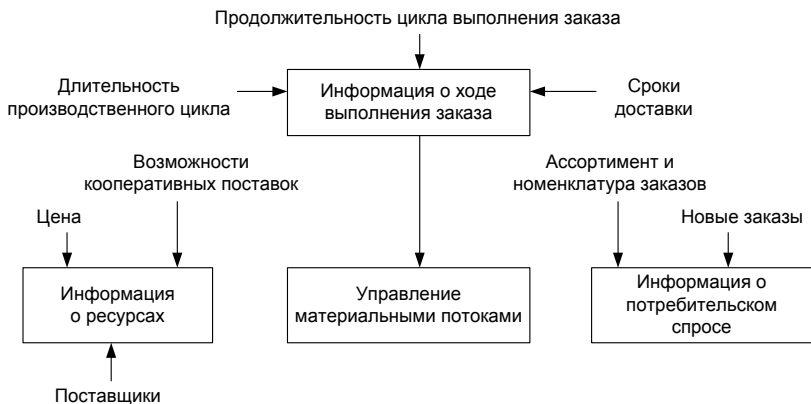 Продолжительность цикла выполнения заказа
Длительность
производственного цикла
Информация о ходе
выполнения заказа
Сроки
доставки
Возможности
кооперативных поставок
Ассортимент и
номенклатура заказов
Цена
Новые заказы
Информация
о ресурсах
Управление
материальными потоками
Информация о
потребительском
спросе
Поставщики